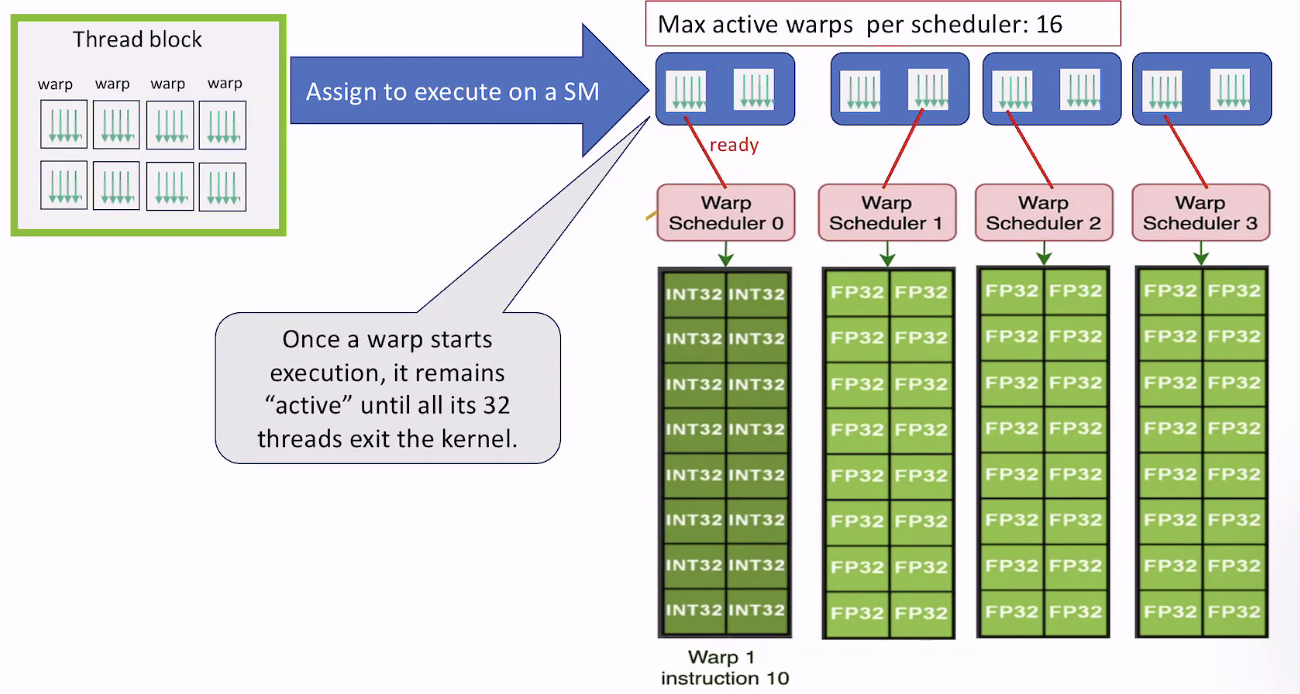 Thread block
warp warp warp warp
Assign to execute on a SM
Max active warps per scheduler: 16
ready
Warp
Scheduler 0
Warp
Scheduler 1
Warp
Scheduler 2
Warp
Scheduler 3
Once a warp starts
execution, it remains
“active” until all its 32
threads exit the kernel.
INT32 INT32 FP32 FP32 FP32 FP32 FP32 FP32
INT32 INT32 FP32 FP32 FP32 FP32 FP32 FP32
INT32 INT32 FP32 FP32 FP32 FP32 FP32 FP32
INT32 INT32 FP32 FP32 FP32 FP32 FP32 FP32
INT32 INT32 FP32 FP32 FP32 FP32 FP32 FP32
INT32 INT32 FP32 FP32 FP32 FP32 FP32 FP32
INT32 INT32 FP32 FP32 FP32 FP32 FP32 FP32
INT32 INT32 FP32 FP32 FP32 FP32 FP32 FP32
Warp 1
instruction 10